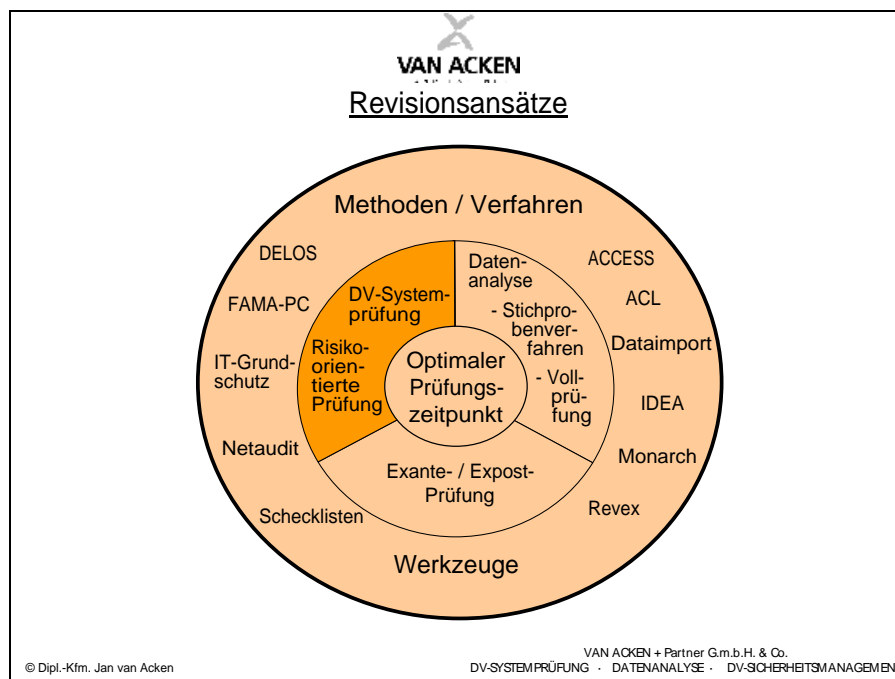 VAN ACKEN
Revisionsansätze
Methoden / Verfahren
DELOS
FAMA-PC
IT-Grund-
schutz
Netaudit
Schecklisten
DV-System-
prüfung
Risiko-
orien-
tierte
Prüfung
Daten-
analyse
- Stichpro-
benver-
fahren
- Voll-
prü-
fung
Optimaler
Prüfungs-
zeitpunkt
Exante- / Expost-
Prüfung
ACCESS
ACL
Dataimport
IDEA
Monarch
Revex
Werkzeuge
© Dipl.-Kfm. Jan van Acken
VAN ACKEN + Partner G.m.b.H. & Co.
DV-SYSTEMPRÜFUNG · DATENANALYSE · DV-SICHERHEITSMANAGEMEN